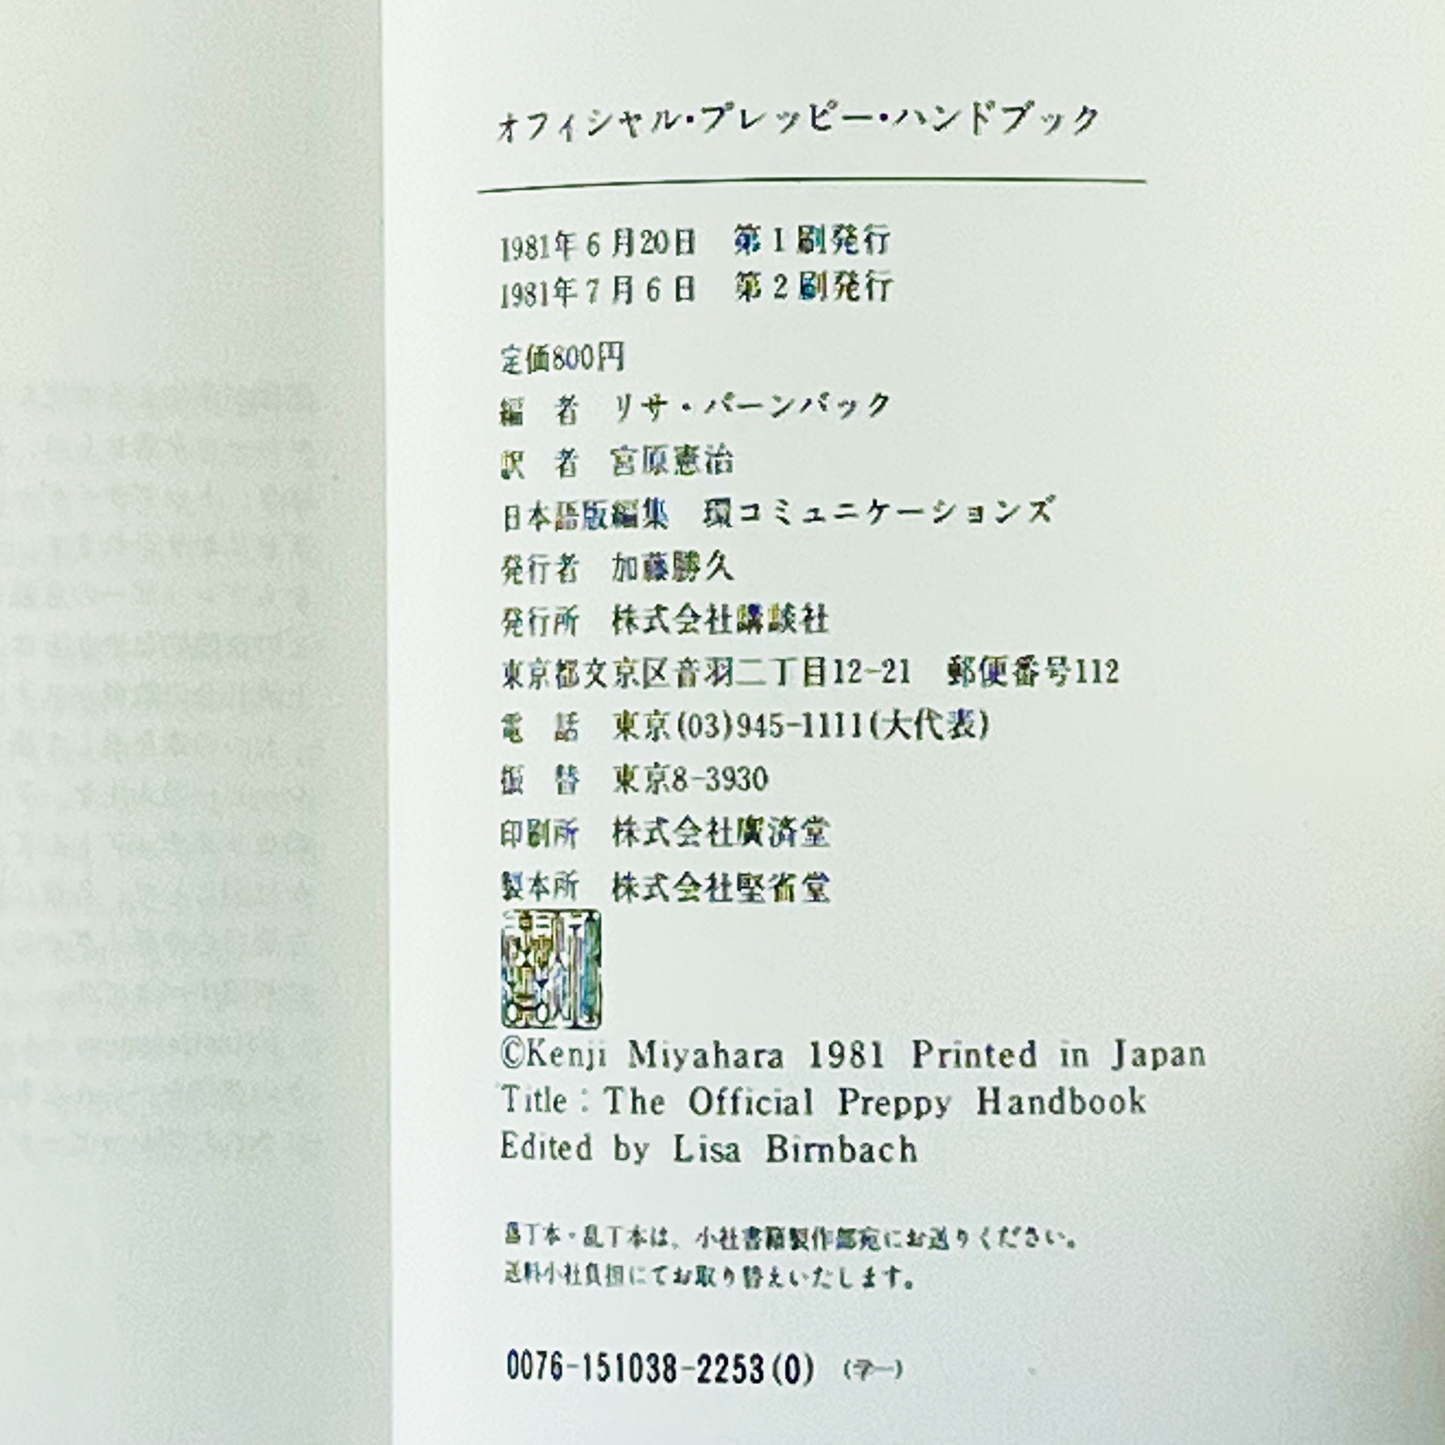 オフィシャル・プレッピー・ハンドブック
1981年6月20日　第1刷発行
1981年7月6日　第2刷発行
定価800円
編　者　リサ・バーンバック
訳　者　宮原憲治
日本語版編集　環コミュニケーションズ
発行者　加藤勝久
発行所　株式会社講談社
東京都文京区音羽二丁目12-21　郵便番号112
電　話　東京(03)945-1111(大代表)
振　替　東京8-3930
印刷所　株式会社廣済堂
製本所　株式会社堅省堂
©Kenji Miyahara 1981 Printed in Japan
Title : The Official Preppy Handbook
Edited by Lisa Birnbach
落丁本・乱丁本は、小社書籍製作部宛にお送りください。
送料小社負担にてお取り替えいたします。
0076-151038-2253(0)　(学一)